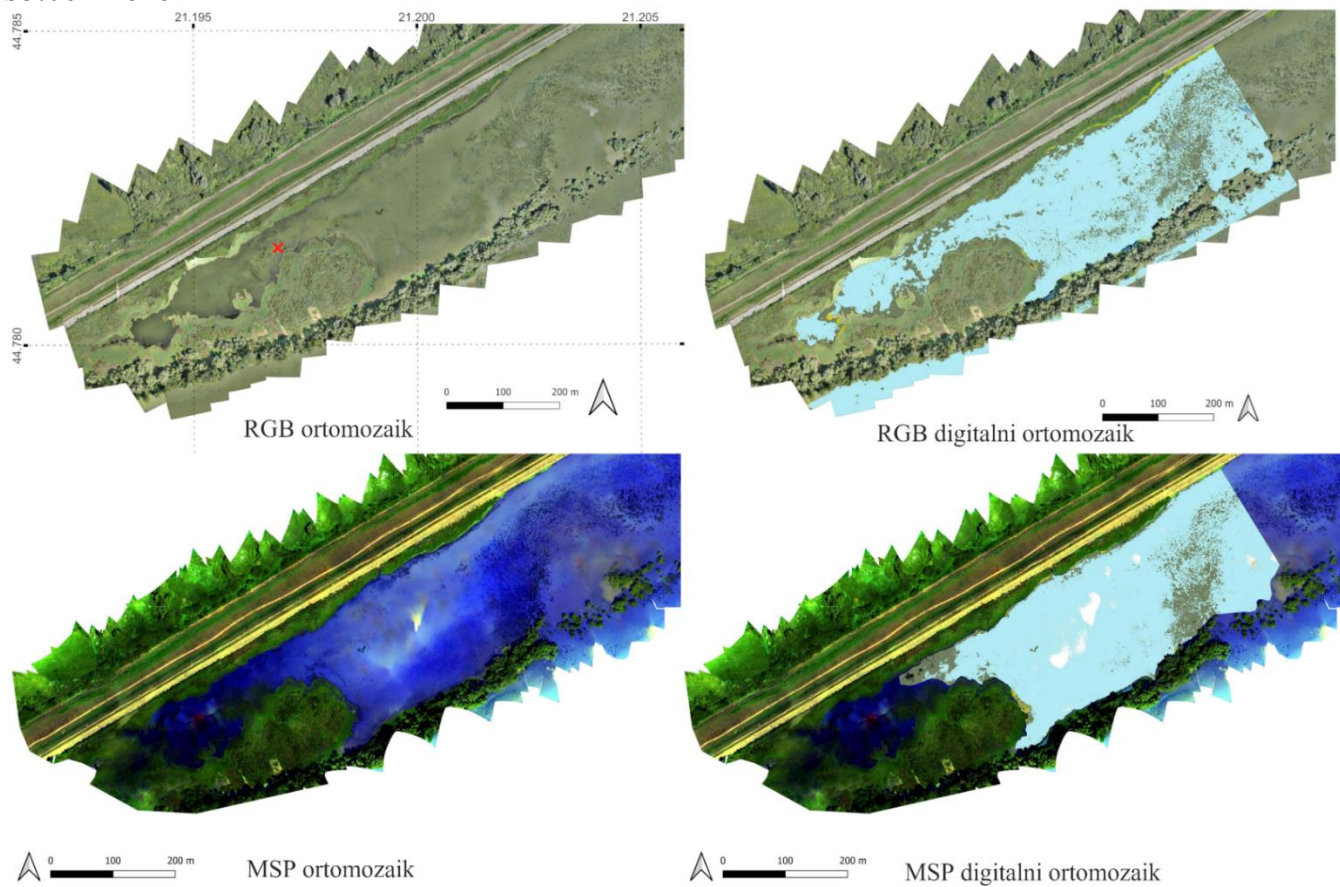 21.195 21.200 21.205
44.785
44.780
0 100 200 m
0 100 200 m
RGB ortomozaik
RGB digitalni ortomozaik
0 100 200 m
0 100 200 m
MSP ortomozaik
MSP digitalni ortomozaik